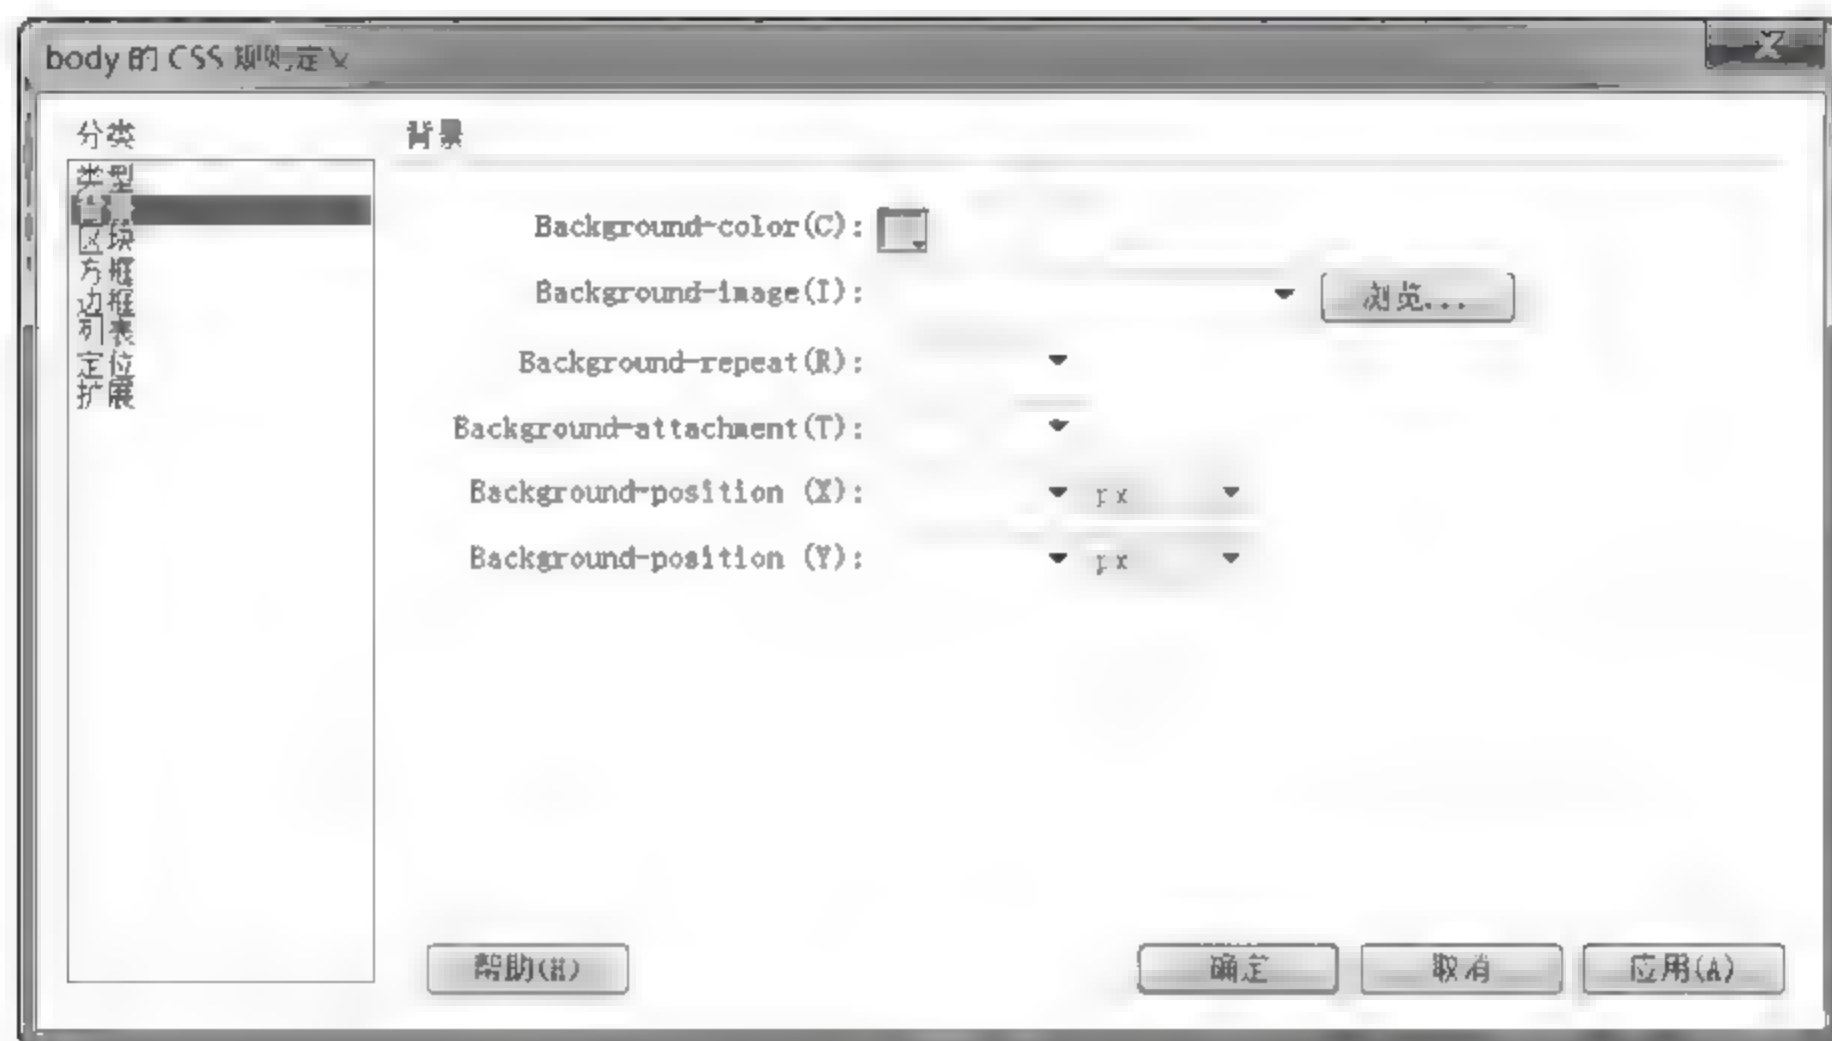 body 的 CSS 规则定义
分类
类型
背景
区块
方框
边框
列表
定位
扩展
背景
Background-color(C):
Background-image(I): 浏览...
Background-repeat(R):
Background-attachment(T):
Background-position (X): px
Background-position (Y): px
帮助(H) 确定 取消 应用(A)